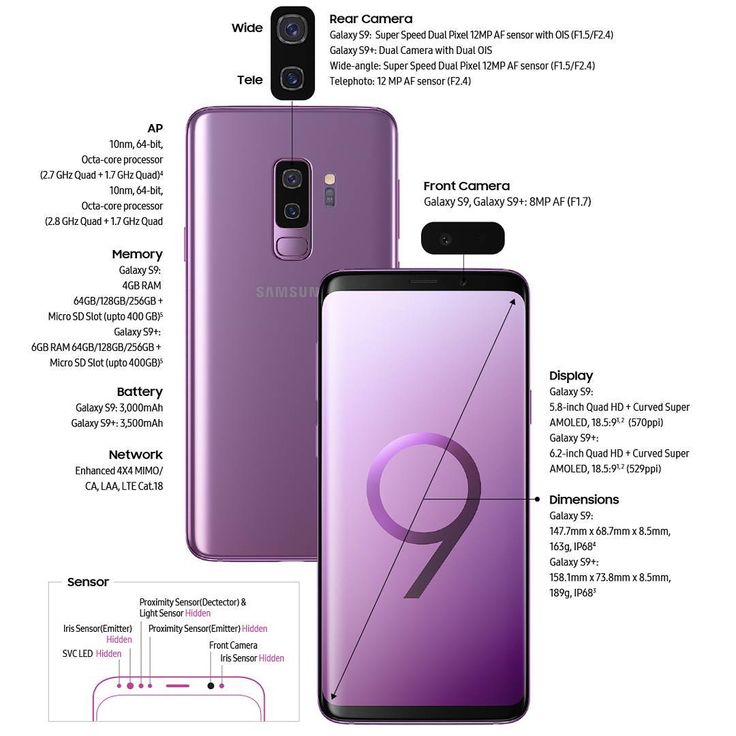 Wide
Tele
Rear Camera
Galaxy S9: Super Speed Dual Pixel 12MP AF sensor with OIS (F1.5/F2.4)
Galaxy S9+: Dual Camera with Dual OIS
Wide-angle: Super Speed Dual Pixel 12MP AF sensor (F1.5/F2.4)
Telephoto: 12 MP AF sensor (F2.4)
AP
10nm, 64-bit,
Octa-core processor
(2.7 GHz Quad + 1.7 GHz Quad)⁴
10nm, 64-bit,
Octa-core processor
(2.8 GHz Quad + 1.7 GHz Quad
Memory
Galaxy S9:
4GB RAM
64GB/128GB/256GB +
Micro SD Slot (upto 400 GB)⁵
Galaxy S9+:
6GB RAM 64GB/128GB/256GB +
Micro SD Slot (upto 400GB)⁵
Battery
Galaxy S9: 3,000mAh
Galaxy S9+: 3,500mAh
Network
Enhanced 4X4 MIMO/
CA, LAA, LTE Cat.18
SAMSUN
Front Camera
Galaxy S9, Galaxy S9+: 8MP AF (F1.7)
9
Display
Galaxy S9:
5.8-inch Quad HD + Curved Super
AMOLED, 18.5:9¹,² (570ppi)
Galaxy S9+:
6.2-inch Quad HD + Curved Super
AMOLED, 18.5:9¹,² (529ppi)
Dimensions
Galaxy S9:
147.7mm x 68.7mm x 8.5mm,
163g, IP68⁴
Galaxy S9+:
158.1mm x 73.8mm x 8.5mm,
189g, IP68³
Sensor
Proximity Sensor(Dectector) &
Light Sensor Hidden
Iris Sensor(Emitter)
Hidden
Proximity Sensor(Emitter) Hidden
SVC LED Hidden
Front Camera
Iris Sensor Hidden